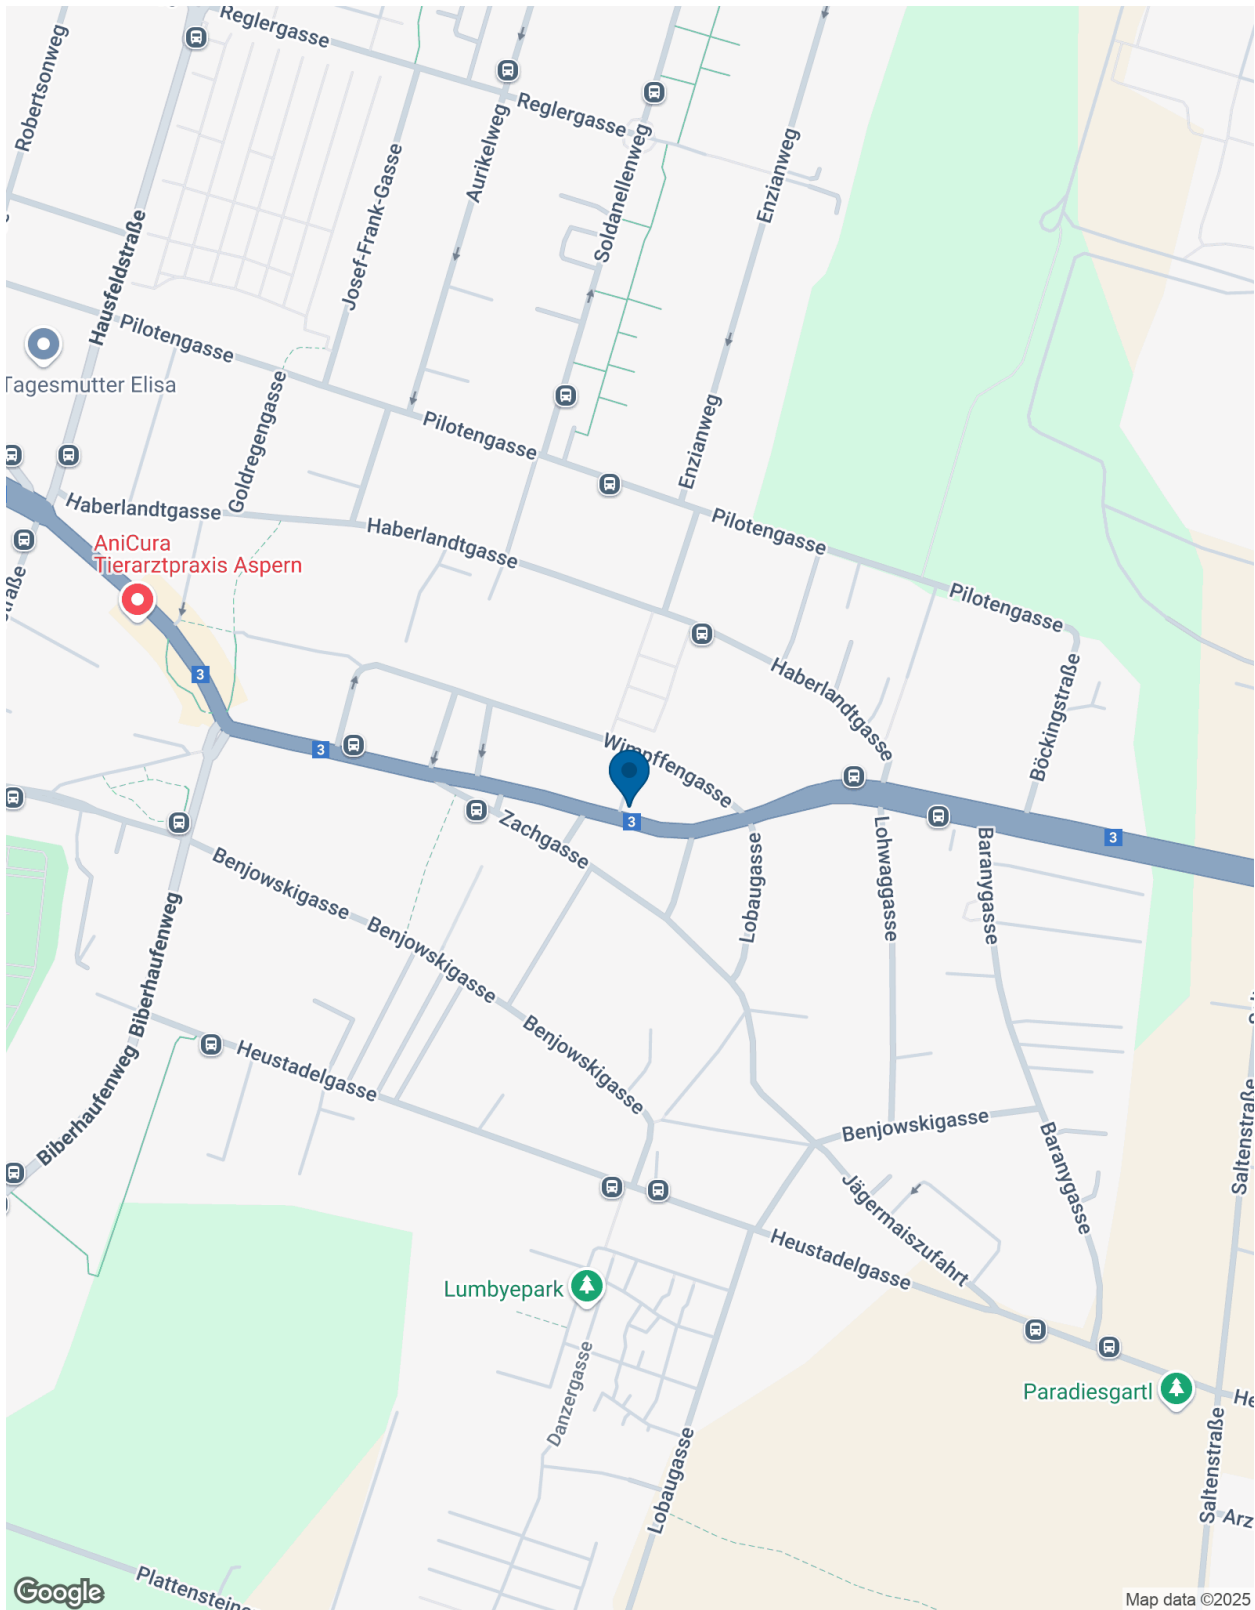 Reglergasse
Robertsonweg
Reglergasse
Aurikelweg
Josef-Frank-Gasse
Soldanellenweg
Enzianweg
Hausfeldstraße
Pilotengasse
Tagesmutter Elisa
Goldregengasse
Pilotengasse
Enzianweg
Haberlandtgasse
Haberlandtgasse
Pilotengasse
AniCura
Tierarztpraxis Aspern
Pilotengasse
3
Haberlandtgasse
Böckingstraße
3
Wimpffengasse
3
3
Zachgasse
Lobaugasse
Lohwaggasse
Baranygasse
Benjowskigasse
Benjowskigasse
Biberhaufenweg
Biberhaufenweg
Benjowskigasse
Heustadelgasse
Benjowskigasse
Baranygasse
Saltenstraße
Jägermaiszufahrt
Heustadelgasse
Lumbyepark
Danzergasse
Paradiesgartl
Lobaugasse
Saltenstraße
Google
Map data ©2025